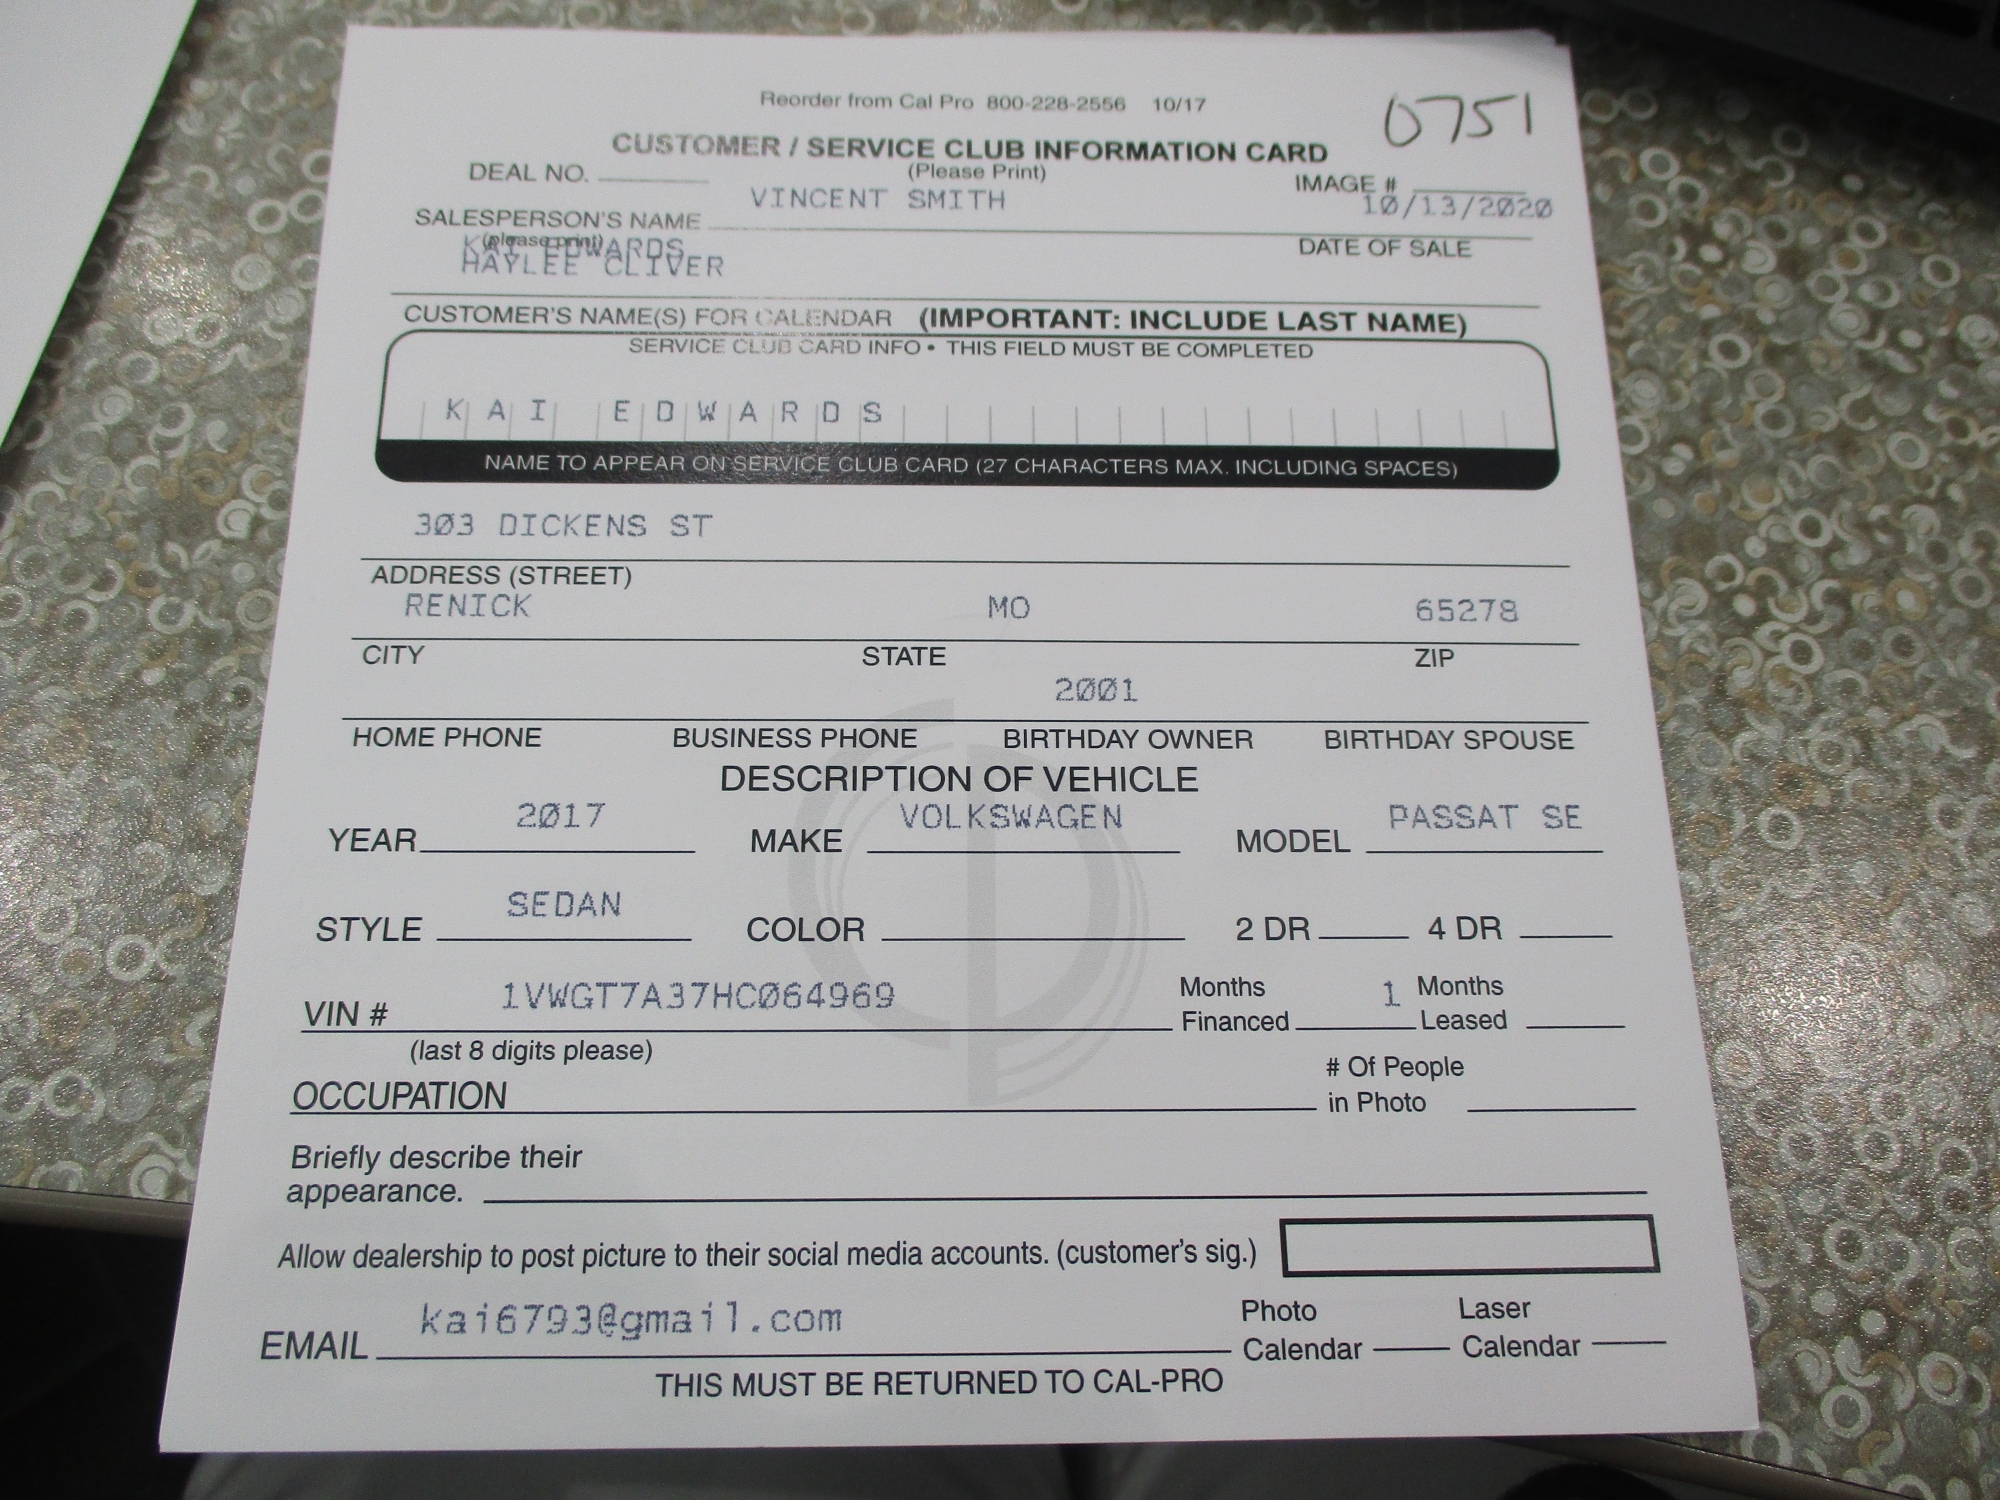 Reorder from Cal Pro 800-228-2556 10/17
0751
CUSTOMER / SERVICE CLUB INFORMATION CARD
DEAL NO. (Please Print) IMAGE #
VINCENT SMITH 10/13/2020
SALESPERSON'S NAME DATE OF SALE
(please print)
KAI EDWARDS
HAYLEE CLIVER
CUSTOMER'S NAME(S) FOR CALENDAR (IMPORTANT: INCLUDE LAST NAME)
SERVICE CLUB CARD INFO • THIS FIELD MUST BE COMPLETED
KAI EDWARDS
NAME TO APPEAR ON SERVICE CLUB CARD (27 CHARACTERS MAX. INCLUDING SPACES)
303 DICKENS ST
ADDRESS (STREET)
RENICK MO 65278
CITY STATE ZIP
2001
HOME PHONE BUSINESS PHONE BIRTHDAY OWNER BIRTHDAY SPOUSE
DESCRIPTION OF VEHICLE
2017 VOLKSWAGEN PASSAT SE
YEAR MAKE MODEL
SEDAN
STYLE COLOR 2 DR 4 DR
1VWGT7A37HC064969 Months 1 Months
VIN # Financed Leased
(last 8 digits please)
# Of People
OCCUPATION in Photo
Briefly describe their
appearance.
Allow dealership to post picture to their social media accounts. (customer's sig.)
kai6793@gmail.com Photo Laser
EMAIL Calendar Calendar
THIS MUST BE RETURNED TO CAL-PRO